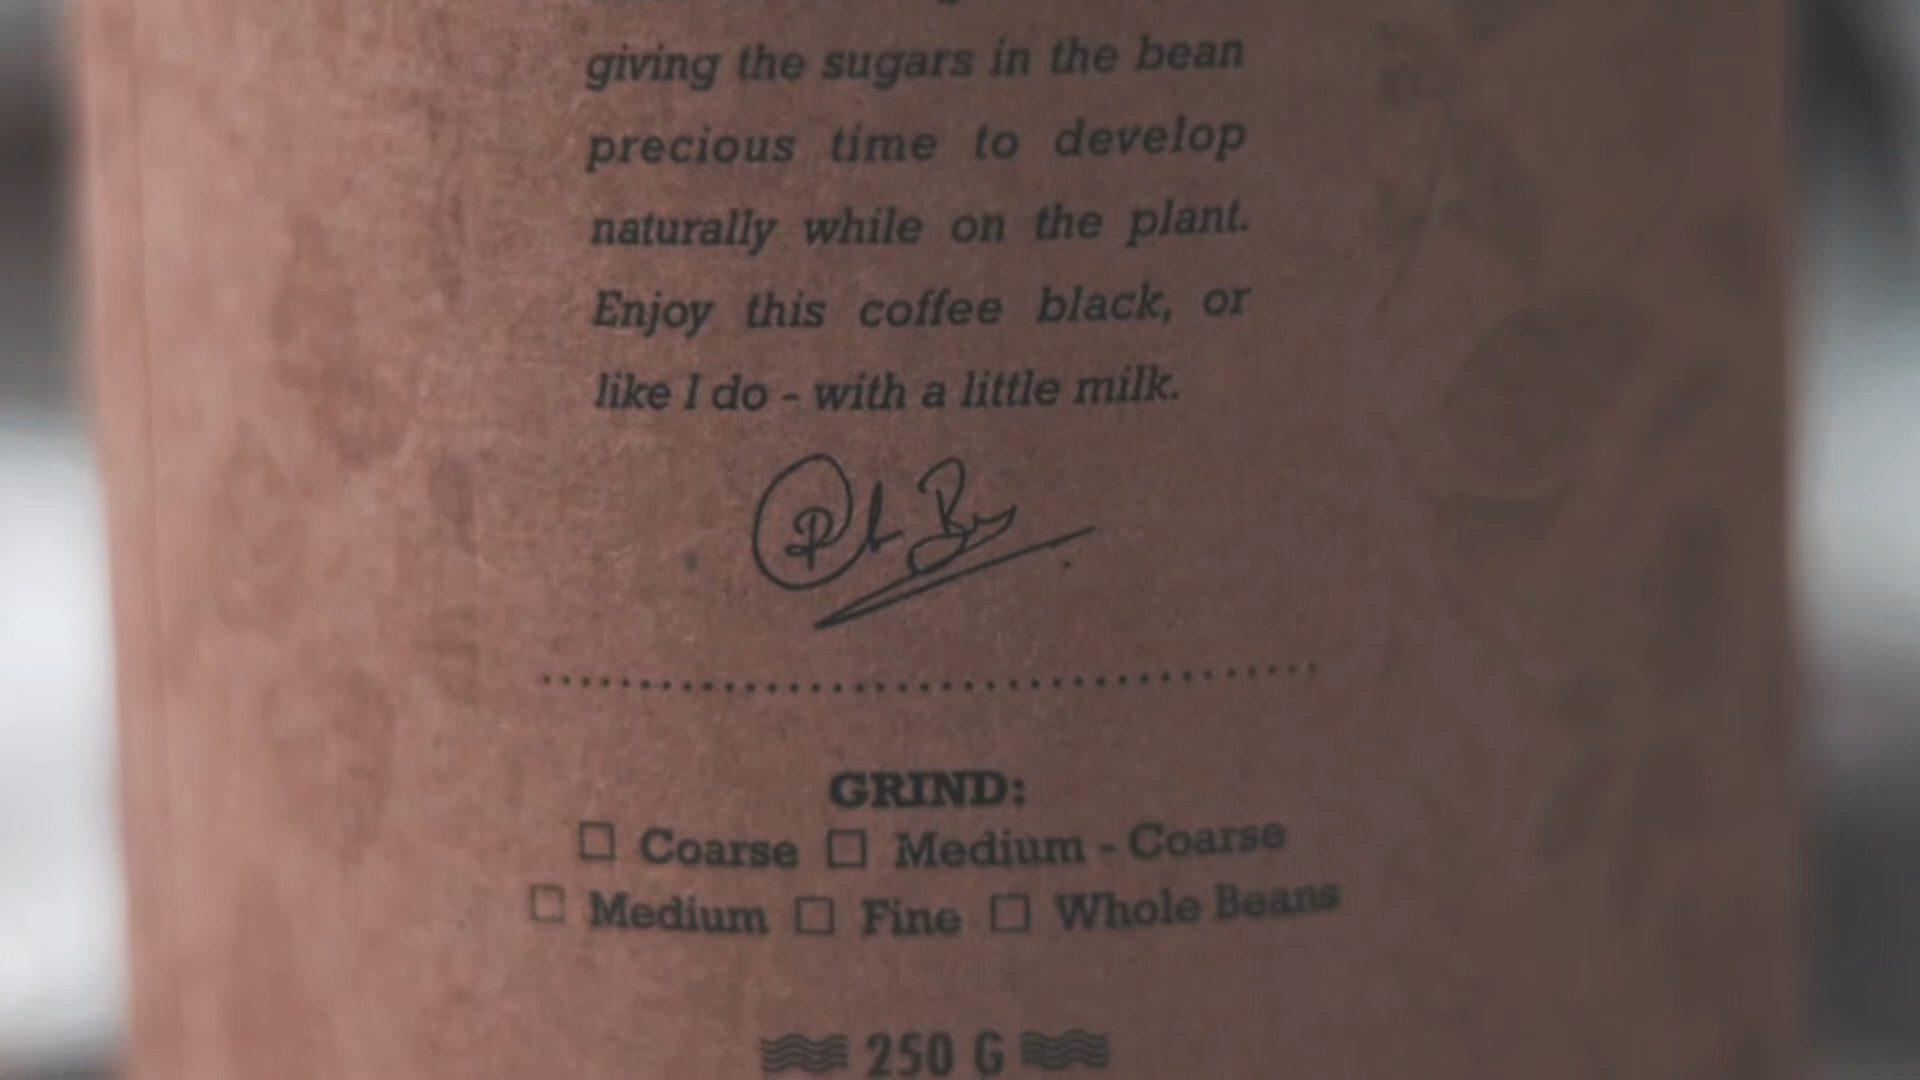 giving the sugars in the bean
precious time to develop
naturally while on the plant.
Enjoy this coffee black, or
like I do - with a little milk.
GRIND:
☐ Coarse ☐ Medium - Coarse
☐ Medium ☐ Fine ☐ Whole Beans
250 G